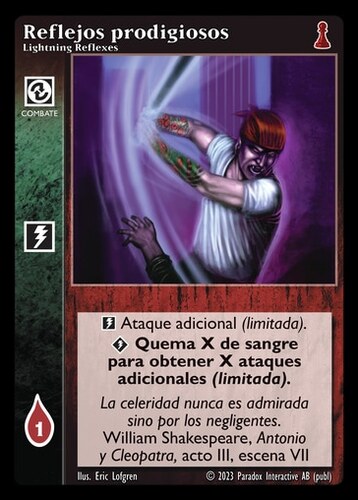 Reflejos prodigiosos
Lightning Reflexes
COMBATE
Ataque adicional (limitada).
Quema X de sangre
para obtener X ataques
adicionales (limitada).
La celeridad nunca es admirada
sino por los negligentes.
William Shakespeare, Antonio
y Cleopatra, acto III, escena VII
1
Ilus. Eric Lofgren
© 2023 Paradox Interactive AB (publ)